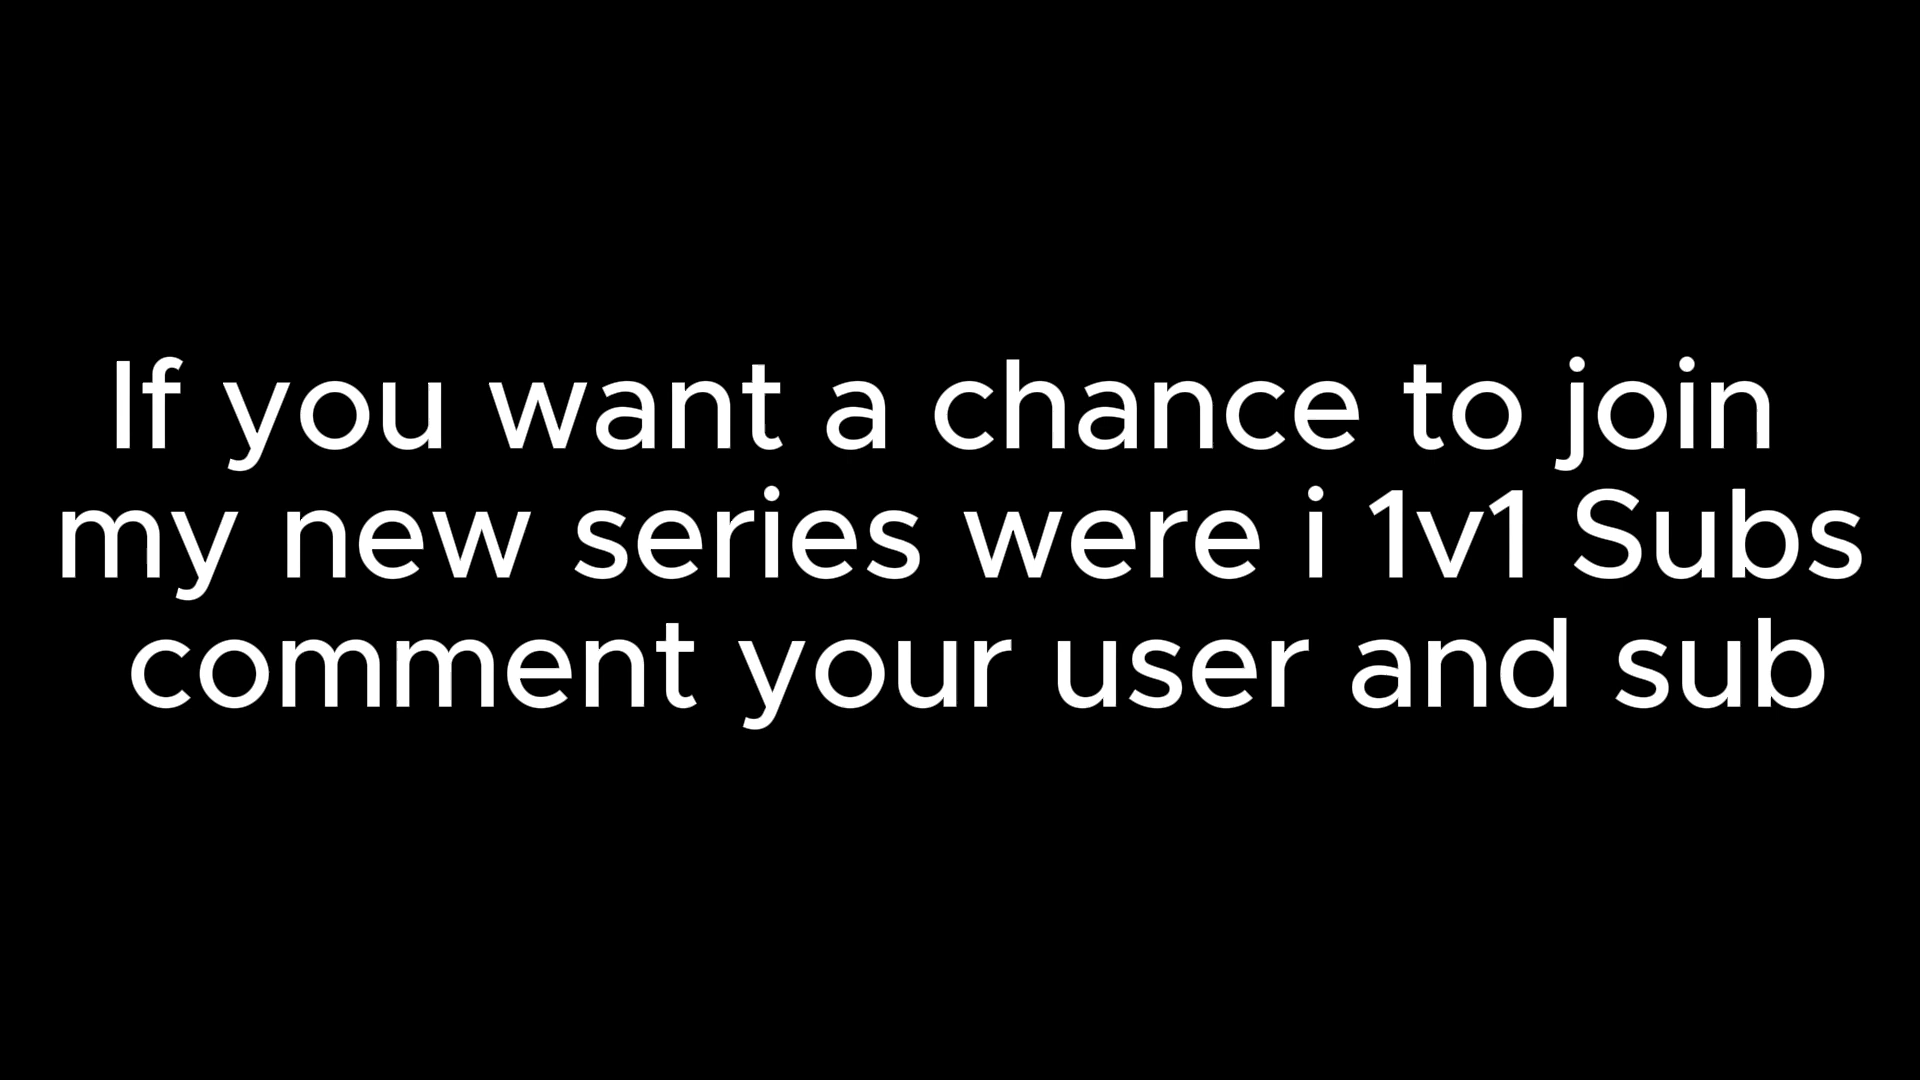 If you want a chance to join
my new series were i 1v1 Subs
comment your user and sub